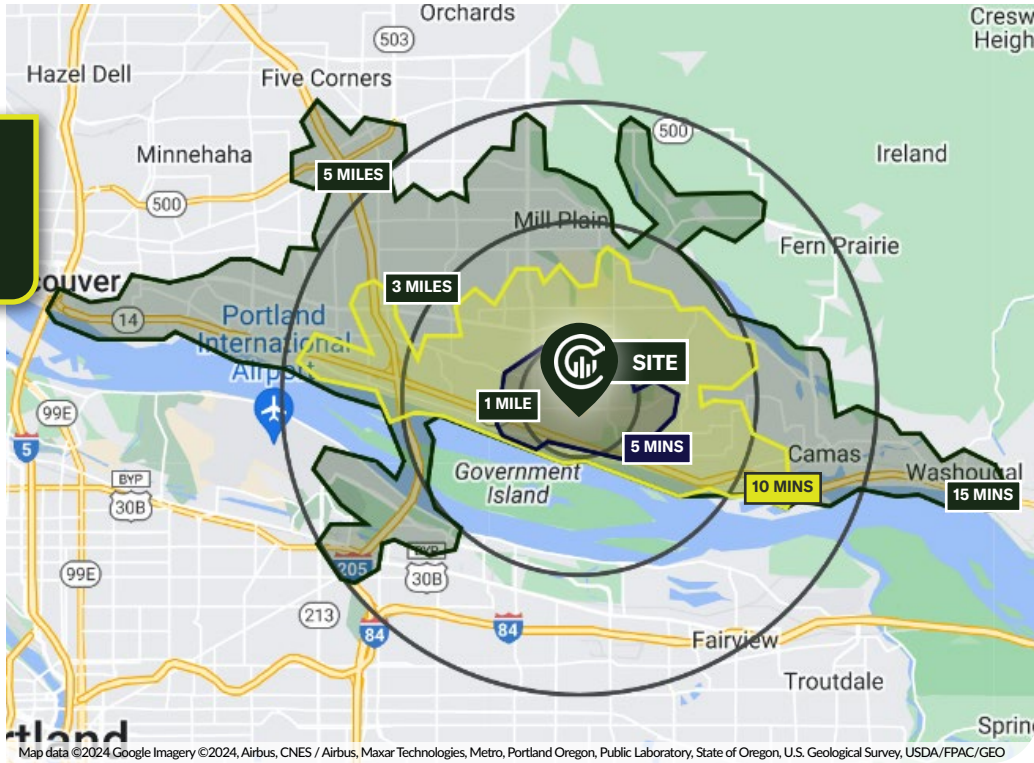 Orchards
Cresw
Heigh
503
Hazel Dell
Five Corners
500
Minnehaha
Ireland
5 MILES
500
Mill Plain
Fern Prairie
couver
3 MILES
14
Portland
International
Airport
SITE
1 MILE
99E
5 MINS
5
Government
Island
Camas
Washougal
10 MINS
15 MINS
BYP
30B
BYP
30B
205
99E
213
84
84
Fairview
Troutdale
Sprin
rtland
Map data ©2024 Google Imagery ©2024, Airbus, CNES / Airbus, Maxar Technologies, Metro, Portland Oregon, Public Laboratory, State of Oregon, U.S. Geological Survey, USDA/FPAC/GEO